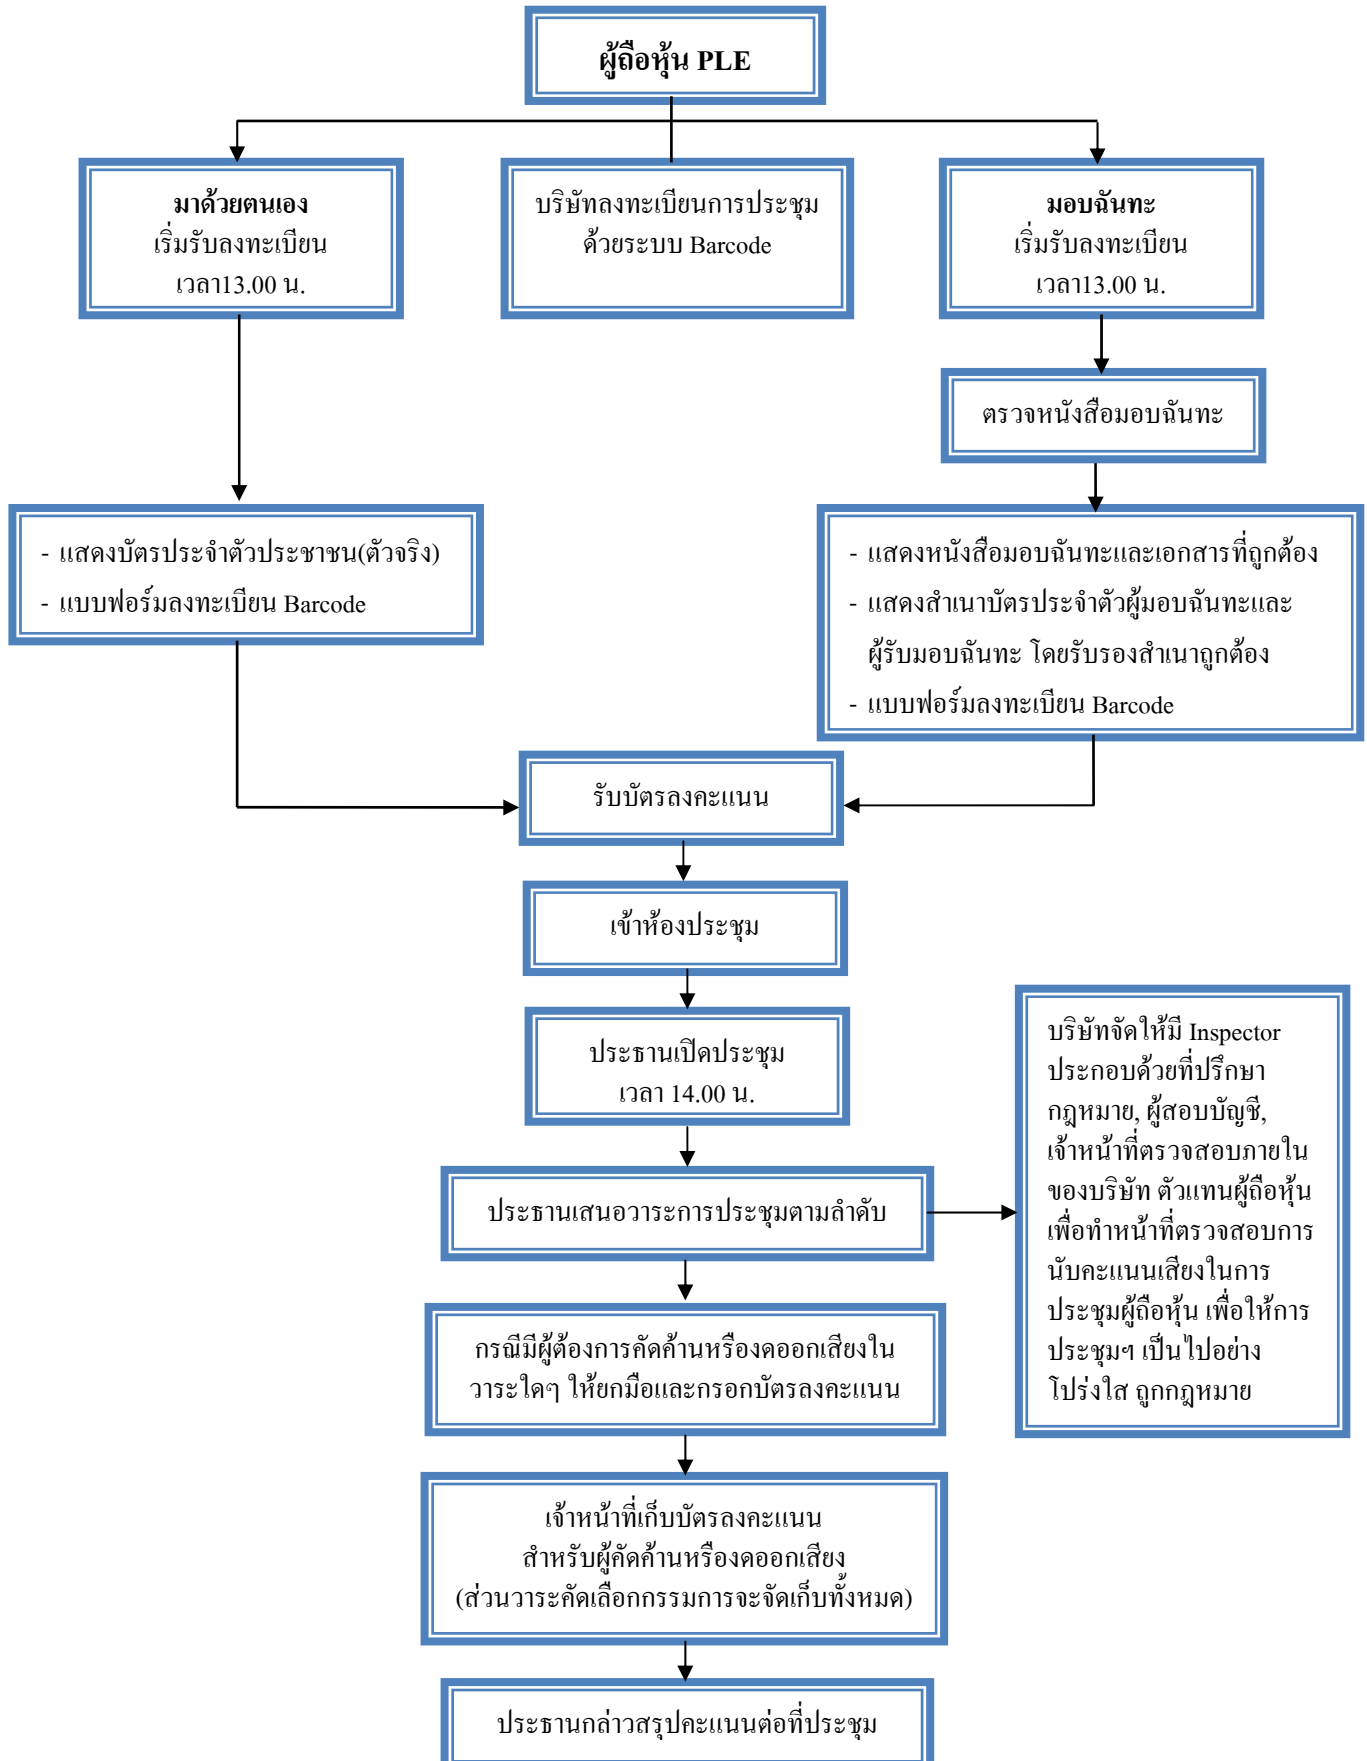 ผู้ถือหุ้น PLE
มาด้วยตนเอง
เริ่มรับลงทะเบียน
เวลา13.00 น.
บริษัทลงทะเบียนการประชุม
ด้วยระบบ Barcode
มอบฉันทะ
เริ่มรับลงทะเบียน
เวลา13.00 น.
ตรวจหนังสือมอบฉันทะ
- แสดงบัตรประจำตัวประชาชน(ตัวจริง)
- แบบฟอร์มลงทะเบียน Barcode
- แสดงหนังสือมอบฉันทะและเอกสารที่ถูกต้อง
- แสดงสำเนาบัตรประจำตัวผู้มอบฉันทะและ
ผู้รับมอบฉันทะ โดยรับรองสำเนาถูกต้อง
- แบบฟอร์มลงทะเบียน Barcode
รับบัตรลงคะแนน
เข้าห้องประชุม
ประธานเปิดประชุม
เวลา 14.00 น.
ประธานเสนอวาระการประชุมตามลำดับ
บริษัทจัดให้มี Inspector
ประกอบด้วยที่ปรึกษา
กฎหมาย, ผู้สอบบัญชี,
เจ้าหน้าที่ตรวจสอบภายใน
ของบริษัท ตัวแทนผู้ถือหุ้น
เพื่อทำหน้าที่ตรวจสอบการ
นับคะแนนเสียงในการ
ประชุมผู้ถือหุ้น เพื่อให้การ
ประชุมฯ เป็นไปอย่าง
โปร่งใส ถูกกฎหมาย
กรณีมีผู้ต้องการคัดค้านหรืองดออกเสียงใน
วาระใดๆ ให้ยกมือและกรอกบัตรลงคะแนน
เจ้าหน้าที่เก็บบัตรลงคะแนน
สำหรับผู้คัดค้านหรืองดออกเสียง
(ส่วนวาระคัดเลือกกรรมการจะจัดเก็บทั้งหมด)
ประธานกล่าวสรุปคะแนนต่อที่ประชุม